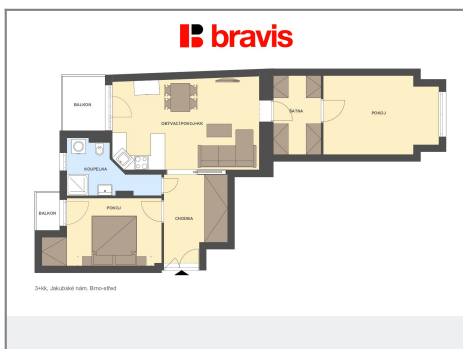 bravis
BALKON
OBÝVACÍ POKOJ+KK
ŠATNA
POKOJ
KOUPELNA
BALKON
POKOJ
CHODBA
3+kk, Jakubské nám. Brno-střed